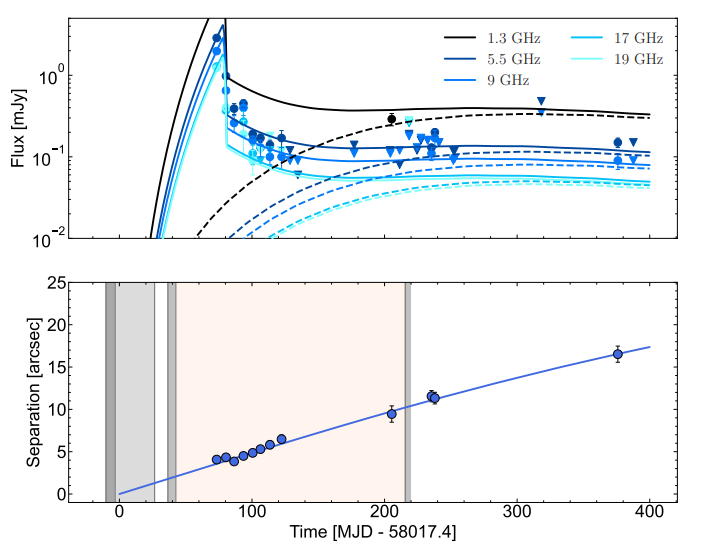 1.3 GHz 17 GHz
5.5 GHz 19 GHz
9 GHz
10^0
10^-1
10^-2
Flux [mJy]
25
20
15
10
5
0
Separation [arcsec]
0 100 200 300 400
Time [MJD - 58017.4]